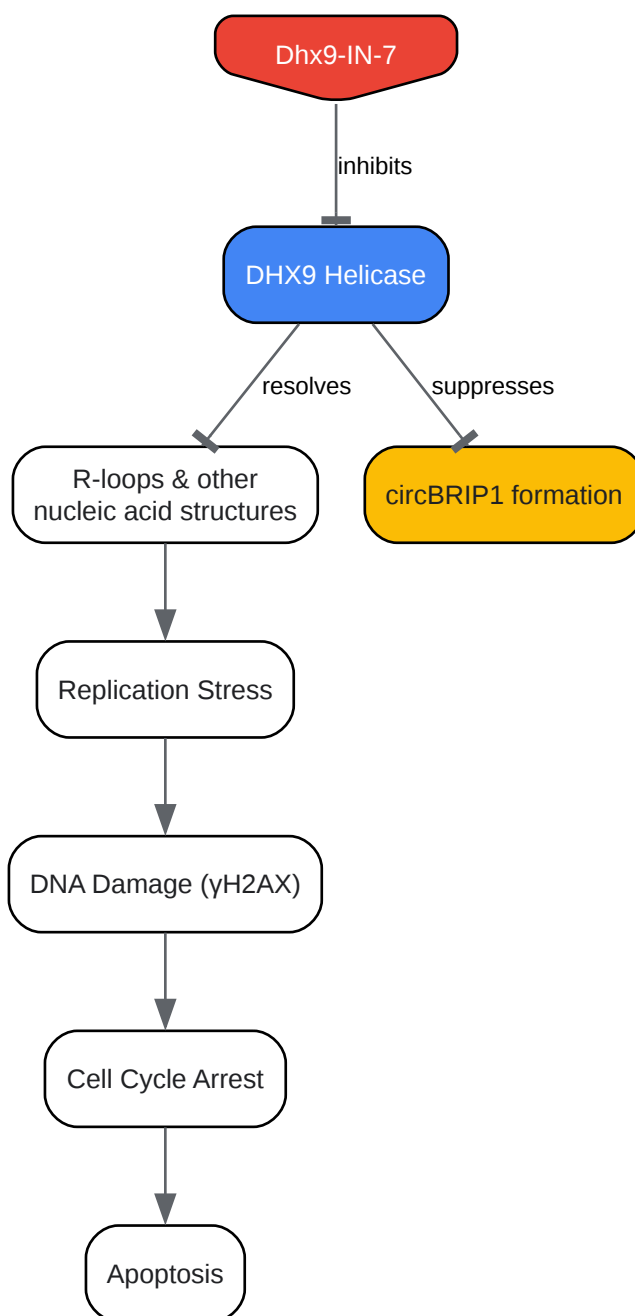 Dhx9-IN-7
inhibits
DHX9 Helicase
resolves
suppresses
R-loops & other
nucleic acid structures
circBRIP1 formation
Replication Stress
DNA Damage (γH2AX)
Cell Cycle Arrest
Apoptosis